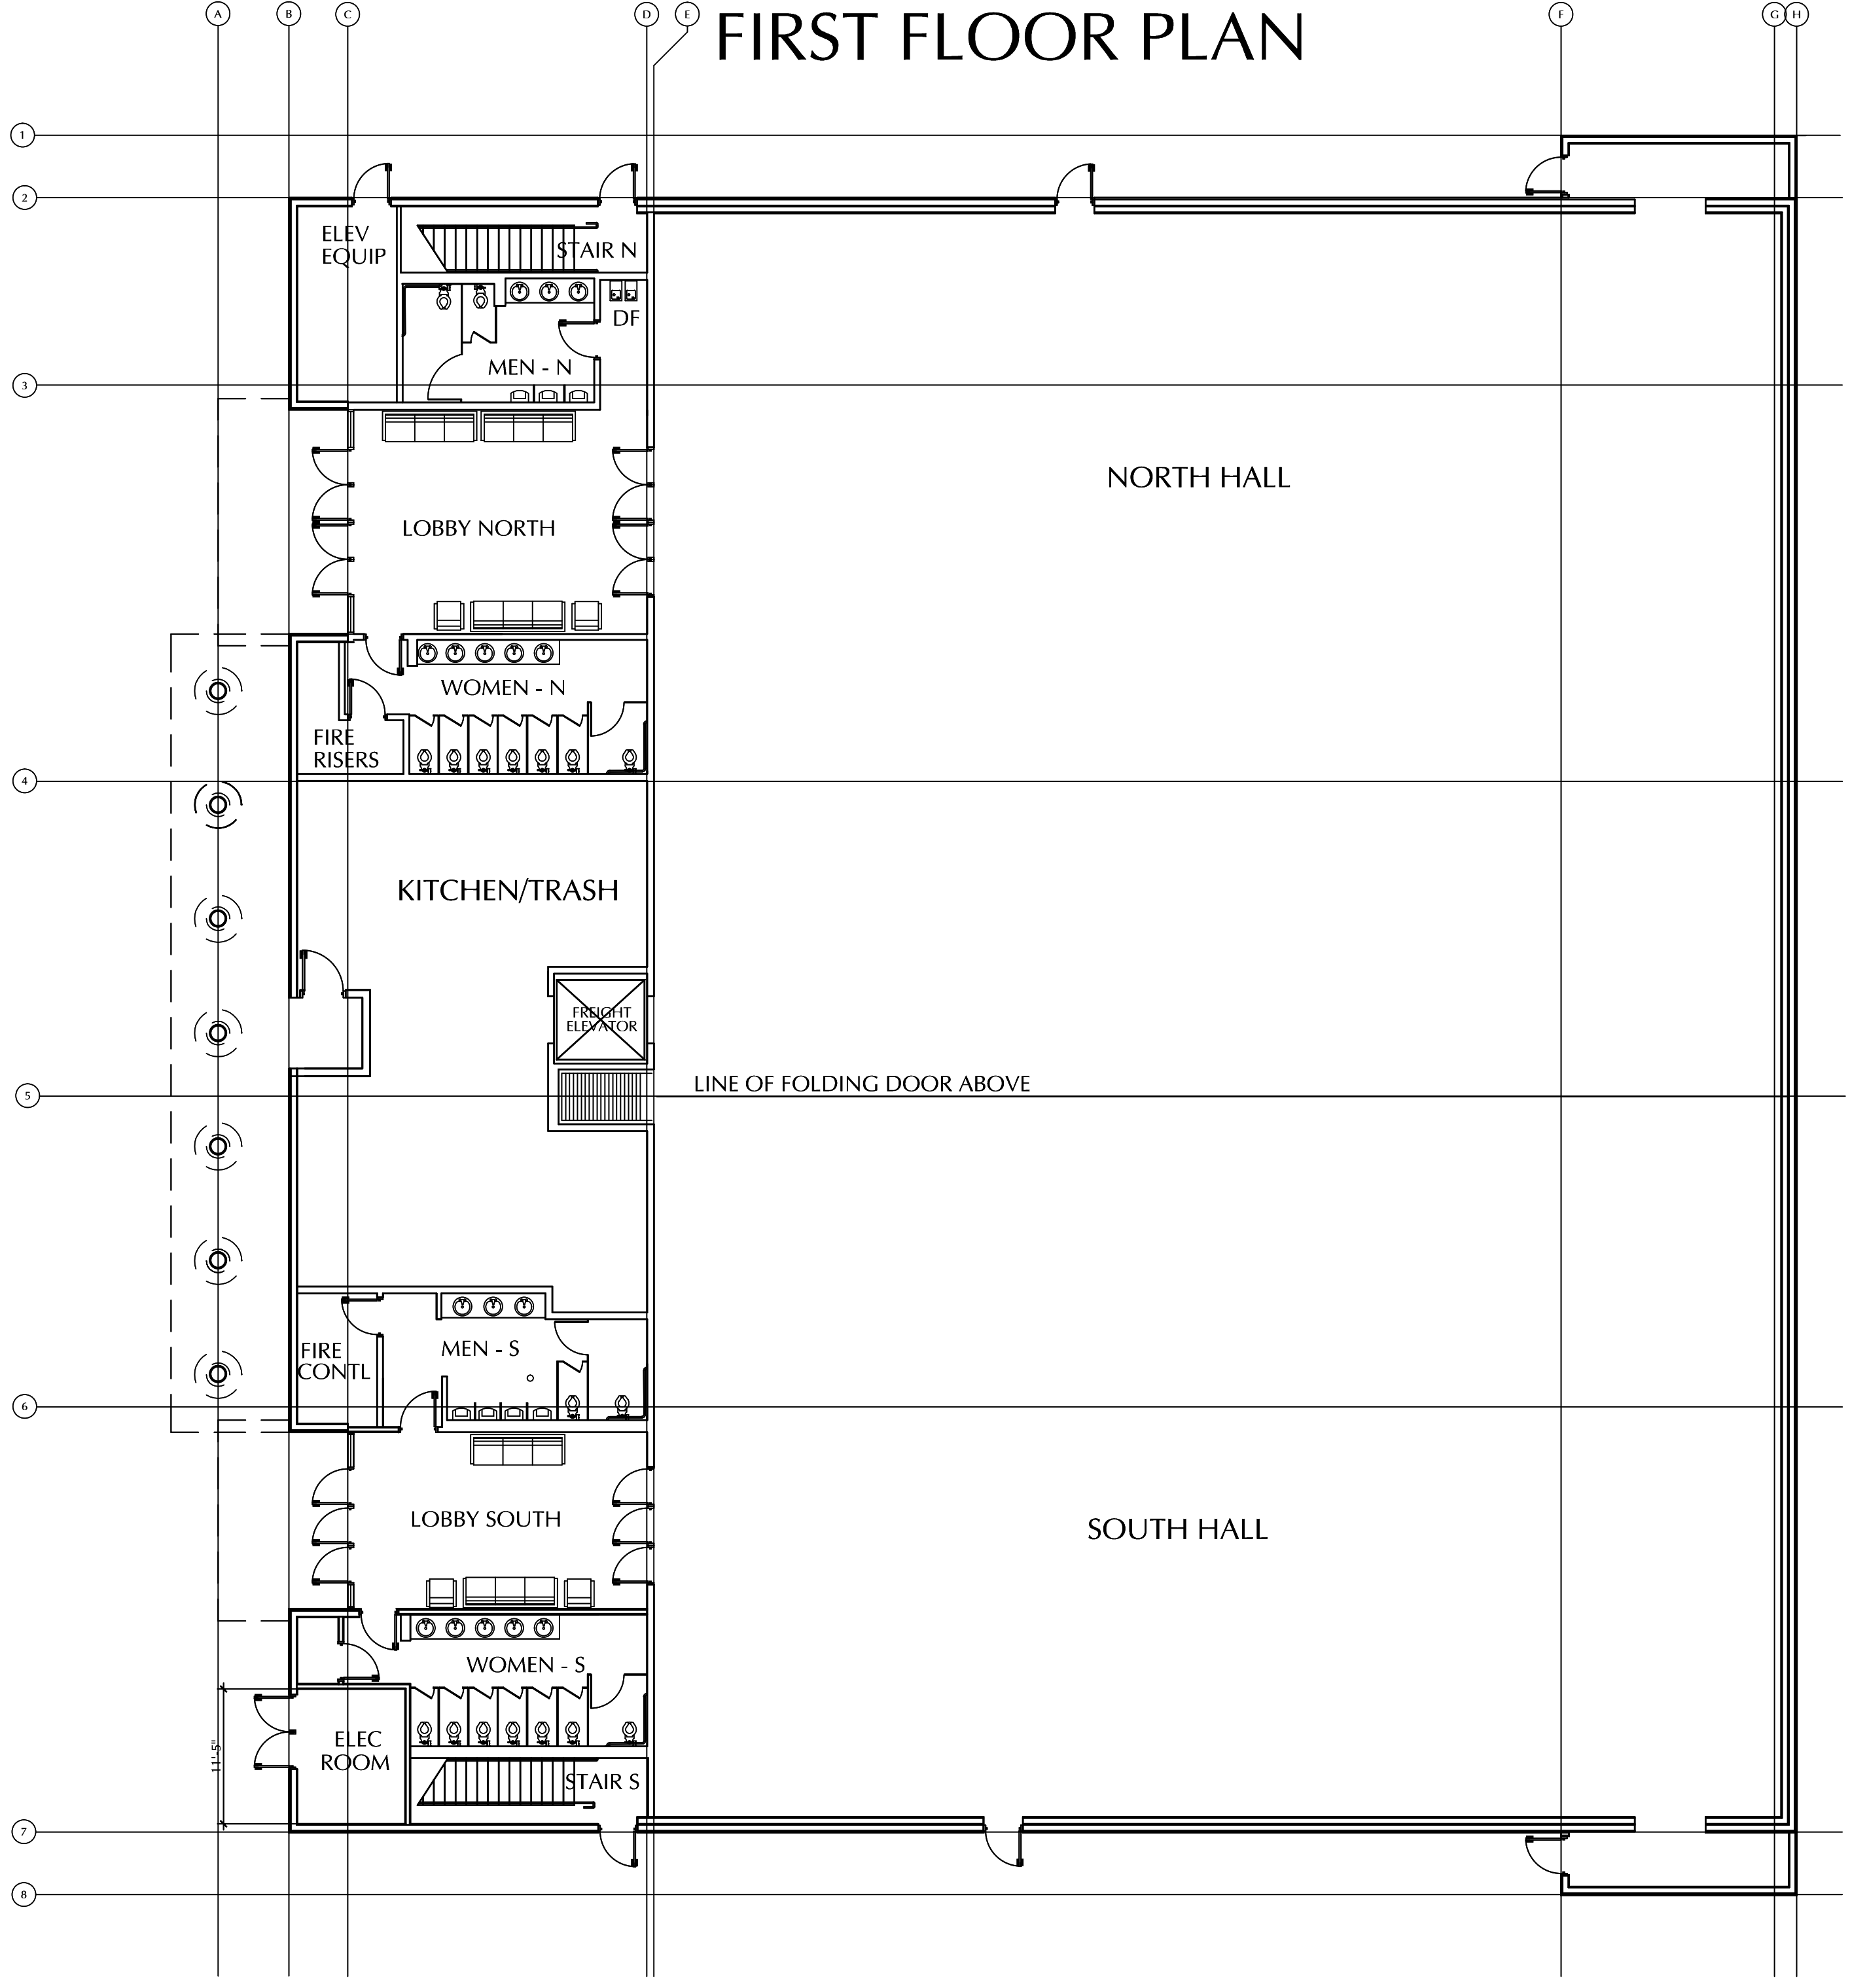 A B C D E FIRST FLOOR PLAN F G H
1
2
ELEV
EQUIP
STAIR N
DF
MEN - N
3
NORTH HALL
LOBBY NORTH
WOMEN - N
FIRE
RISERS
4
KITCHEN/TRASH
FREIGHT
ELEVATOR
LINE OF FOLDING DOOR ABOVE
5
MEN - S
FIRE
CONTL
6
LOBBY SOUTH
SOUTH HALL
WOMEN - S
ELEC
ROOM
11'-5"
STAIR S
7
8